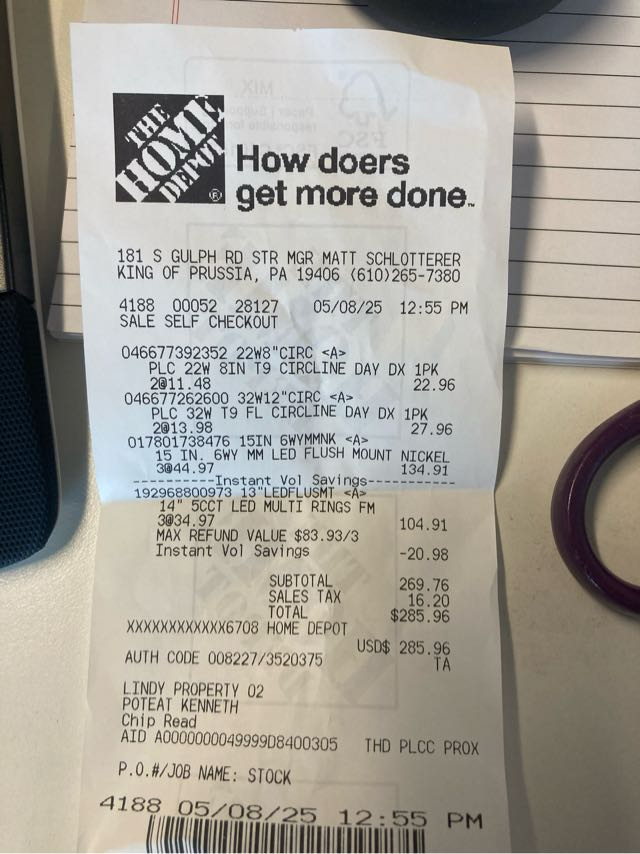 THE
HOME
DEPOT
®
How doers
get more done.™
181 S GULPH RD STR MGR MATT SCHLOTTERER
KING OF PRUSSIA, PA 19406 (610)265-7380
4188 00052 28127 05/08/25 12:55 PM
SALE SELF CHECKOUT
046677392352 22W8"CIRC <A>
PLC 22W 8IN T9 CIRCLINE DAY DX 1PK
2@11.48 22.96
046677262600 32W12"CIRC <A>
PLC 32W T9 FL CIRCLINE DAY DX 1PK
2@13.98 27.96
017801738476 15IN 6WYMMNK <A>
15 IN. 6WY MM LED FLUSH MOUNT NICKEL
3@44.97 134.91
----------Instant Vol Savings-----------
192968800973 13"LEDFLUSMT <A>
14" 5CCT LED MULTI RINGS FM
3@34.97 104.91
MAX REFUND VALUE $83.93/3
Instant Vol Savings -20.98
SUBTOTAL 269.76
SALES TAX 16.20
TOTAL $285.96
XXXXXXXXXXXX6708 HOME DEPOT
USD$ 285.96
AUTH CODE 008227/3520375 TA
LINDY PROPERTY 02
POTEAT KENNETH
Chip Read
AID A0000000049999D8400305 THD PLCC PROX
P.O.#/JOB NAME: STOCK
4188 05/08/25 12:55 PM